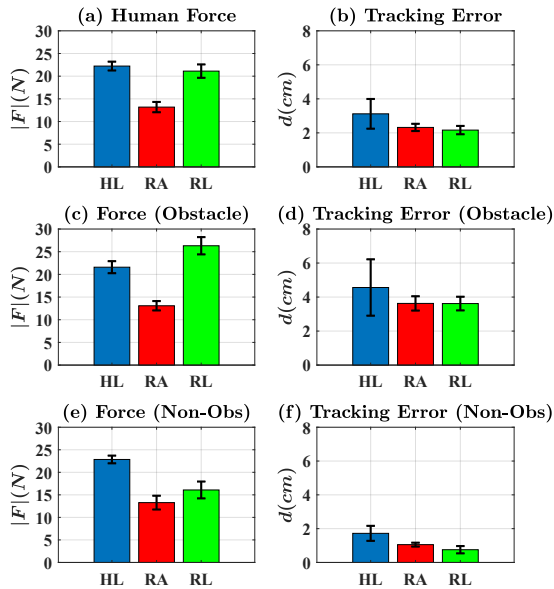 (a) Human Force
(b) Tracking Error
30
25
20
15
10
5
0
|F|(N)
HL RA RL
8
6
4
2
0
d(cm)
HL RA RL
(c) Force (Obstacle)
(d) Tracking Error (Obstacle)
30
25
20
15
10
5
0
|F|(N)
HL RA RL
8
6
4
2
0
d(cm)
HL RA RL
(e) Force (Non-Obs)
(f) Tracking Error (Non-Obs)
30
25
20
15
10
5
0
|F|(N)
HL RA RL
8
6
4
2
0
d(cm)
HL RA RL